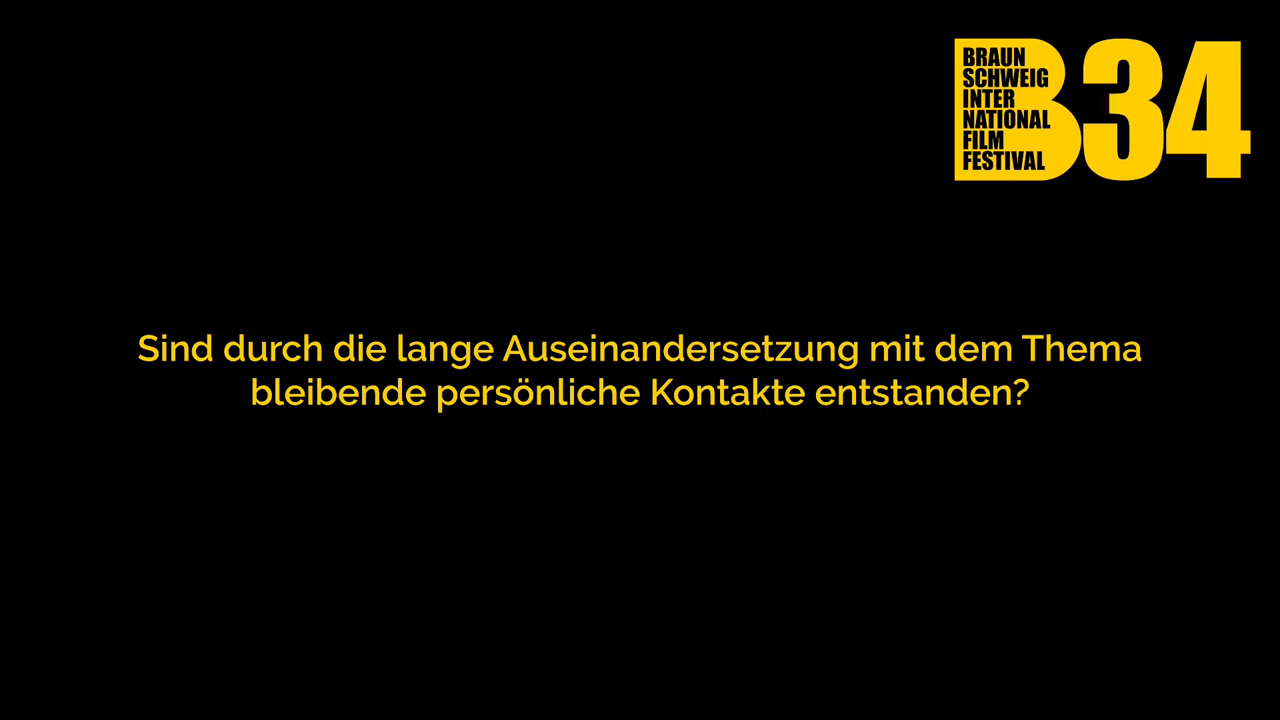 BRAUN
SCHWEIG
INTER
NATIONAL
FILM
FESTIVAL
B34
Sind durch die lange Auseinandersetzung mit dem Thema
bleibende persönliche Kontakte entstanden?